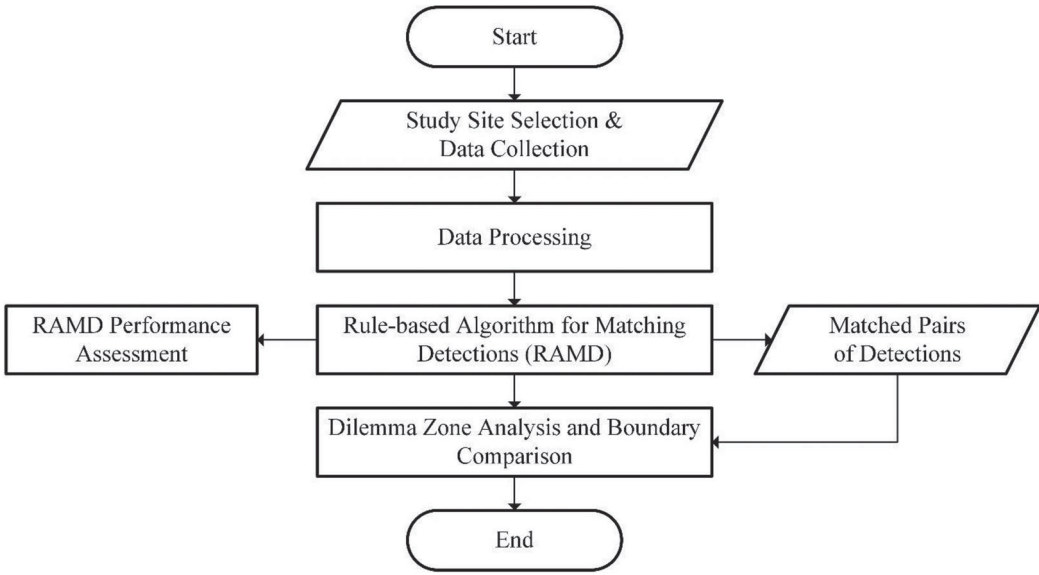 Start
Study Site Selection &
Data Collection
Data Processing
RAMD Performance
Assessment
Rule-based Algorithm for Matching
Detections (RAMD)
Matched Pairs
of Detections
Dilemma Zone Analysis and Boundary
Comparison
End